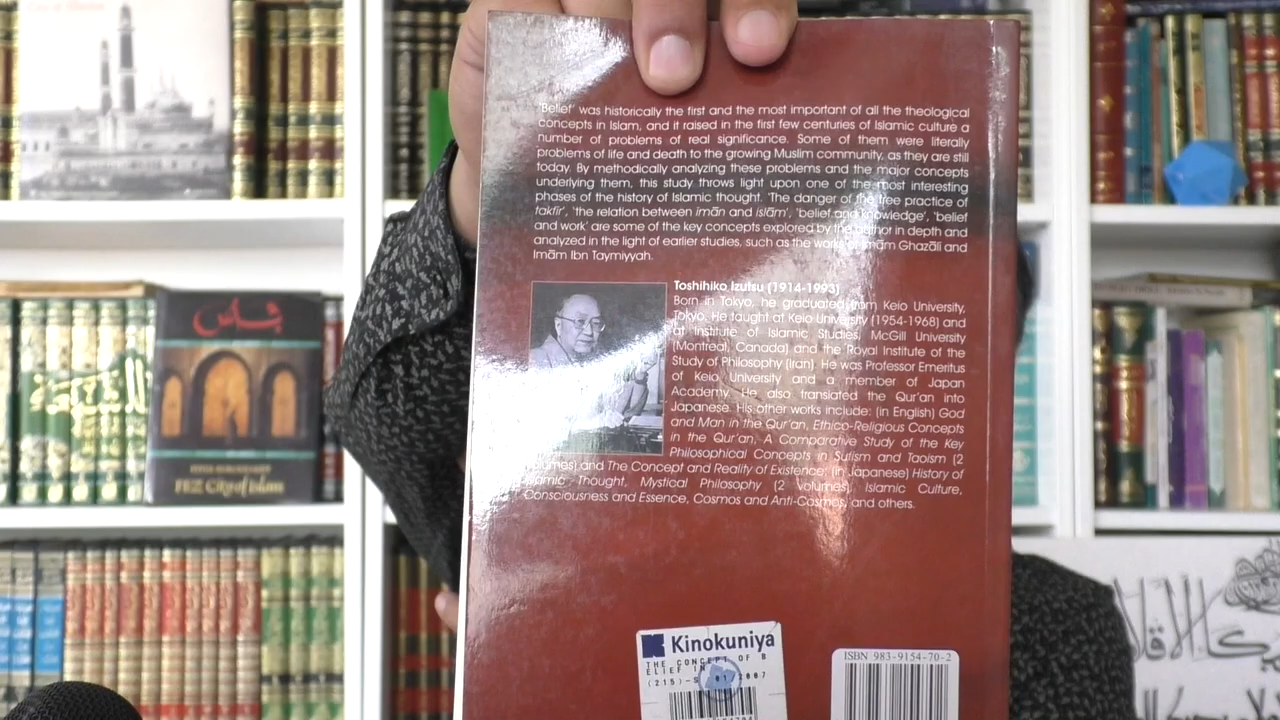 'Belief' was historically the first and the most important of all the theological
concepts in Islam, and it raised in the first few centuries of Islamic culture a
number of problems of real significance. Some of them were literally
problems of life and death to the growing Muslim community, as they are still
today. By methodically analyzing these problems and the major concepts
underlying them, this study throws light upon one of the most interesting
phases of the history of Islamic thought. 'The danger of the free practice of
takfīr', 'the relation between īmān and islām', 'belief and knowledge', 'belief
and work' are some of the key concepts explored by the author in depth and
analyzed in the light of earlier studies, such as the works of Imām Ghazālī and
Imām Ibn Taymiyyah.
Toshihiko Izutsu (1914-1993)
Born in Tokyo, he graduated from Keio University,
Tokyo. He taught at Keio University (1954-1968) and
at Institute of Islamic Studies, McGill University
(Montreal, Canada) and the Royal Institute of the
Study of Philosophy (Iran). He was Professor Emeritus
of Keio University and a member of Japan
Academy. He also translated the Qur'an into
Japanese. His other works include: (in English) God
and Man in the Qur'an, Ethico-Religious Concepts
in the Qur'an, A Comparative Study of the Key
Philosophical Concepts in Sufism and Taoism (2
volumes) and The Concept and Reality of Existence; (in Japanese) History of
Islamic Thought, Mystical Philosophy (2 volumes), Islamic Culture,
Consciousness and Essence, Cosmos and Anti-Cosmos, and others.
Kinokuniya
THE CONCEPT OF B
ELIEF IN
(215)-S 2007
ISBN 983-9154-70-2
فاس
FEZ City of Islam